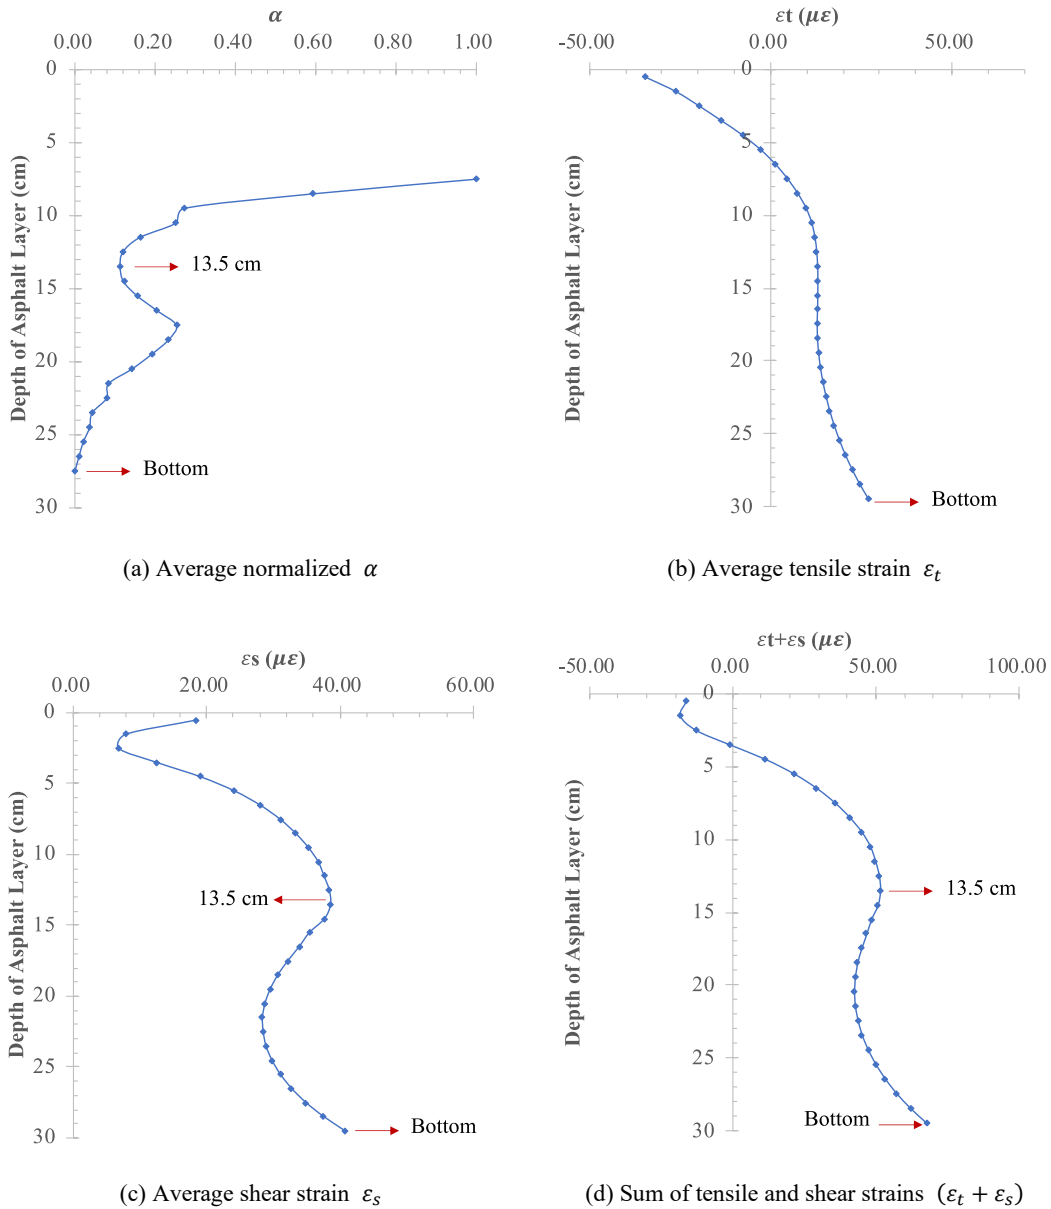 α
0.00 0.20 0.40 0.60 0.80 1.00
0
5
10
15
20
25
30
Depth of Asphalt Layer (cm)
13.5 cm
Bottom
(a) Average normalized α
εt (με)
-50.00 0.00 50.00
0
5
10
15
20
25
30
Depth of Asphalt Layer (cm)
Bottom
(b) Average tensile strain εt
εs (με)
0.00 20.00 40.00 60.00
0
5
10
15
20
25
30
Depth of Asphalt Layer (cm)
13.5 cm
Bottom
(c) Average shear strain εs
εt+εs (με)
-50.00 0.00 50.00 100.00
0
5
10
15
20
25
30
Depth of Asphalt Layer (cm)
13.5 cm
Bottom
(d) Sum of tensile and shear strains (εt + εs)